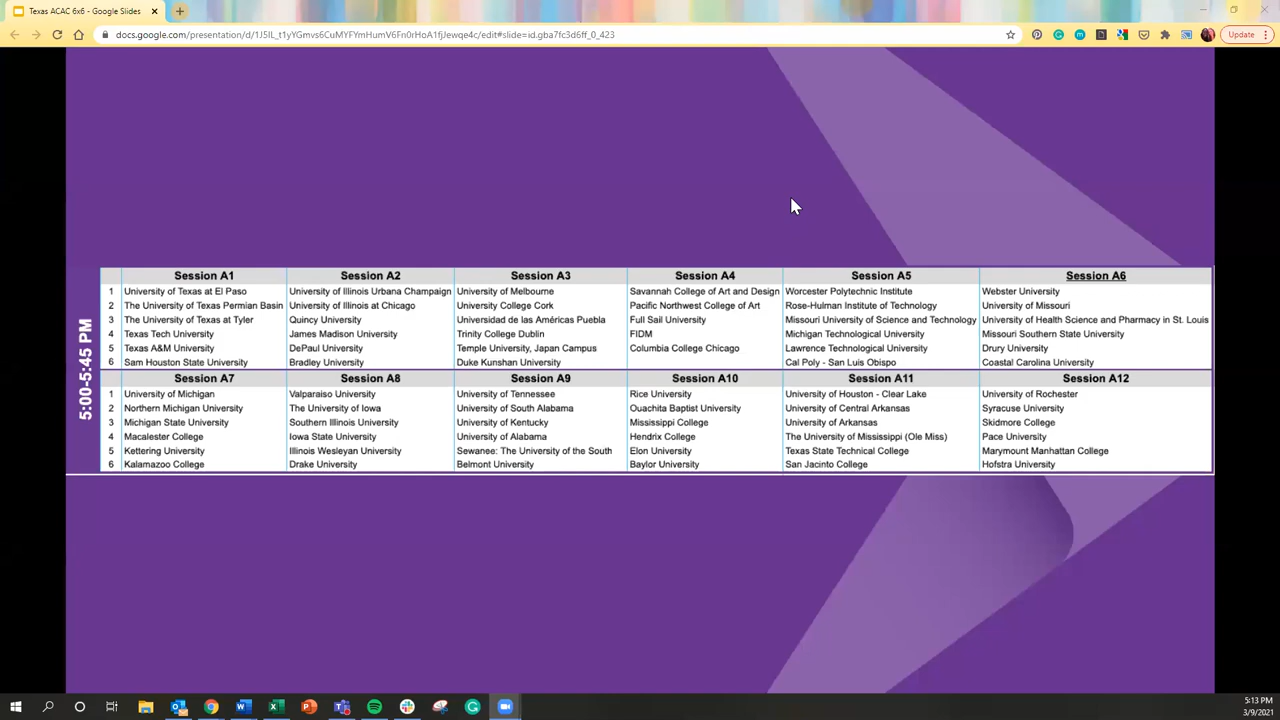 Texas ACAC 6x6 - Google Slides
docs.google.com/presentation/d/1J5lL_t1yYGmvs6CuMYFYmHumV6Fn0rHoA1fjJewqe4c/edit#slide=id.gba7fc3d6ff_0_423
Update
5:00-5:45 PM
Session A1 Session A2 Session A3 Session A4 Session A5 Session A6
1 University of Texas at El Paso University of Illinois Urbana Champaign University of Melbourne Savannah College of Art and Design Worcester Polytechnic Institute Webster University
2 The University of Texas Permian Basin University of Illinois at Chicago University College Cork Pacific Northwest College of Art Rose-Hulman Institute of Technology University of Missouri
3 The University of Texas at Tyler Quincy University Universidad de las Américas Puebla Full Sail University Missouri University of Science and Technology University of Health Science and Pharmacy in St. Louis
4 Texas Tech University James Madison University Trinity College Dublin FIDM Michigan Technological University Missouri Southern State University
5 Texas A&M University DePaul University Temple University, Japan Campus Columbia College Chicago Lawrence Technological University Drury University
6 Sam Houston State University Bradley University Duke Kunshan University Cal Poly - San Luis Obispo Coastal Carolina University
Session A7 Session A8 Session A9 Session A10 Session A11 Session A12
1 University of Michigan Valparaiso University University of Tennessee Rice University University of Houston - Clear Lake University of Rochester
2 Northern Michigan University The University of Iowa University of South Alabama Ouachita Baptist University University of Central Arkansas Syracuse University
3 Michigan State University Southern Illinois University University of Kentucky Mississippi College University of Arkansas Skidmore College
4 Macalester College Iowa State University University of Alabama Hendrix College The University of Mississippi (Ole Miss) Pace University
5 Kettering University Illinois Wesleyan University Sewanee: The University of the South Elon University Texas State Technical College Marymount Manhattan College
6 Kalamazoo College Drake University Belmont University Baylor University San Jacinto College Hofstra University
5:13 PM
3/9/2021